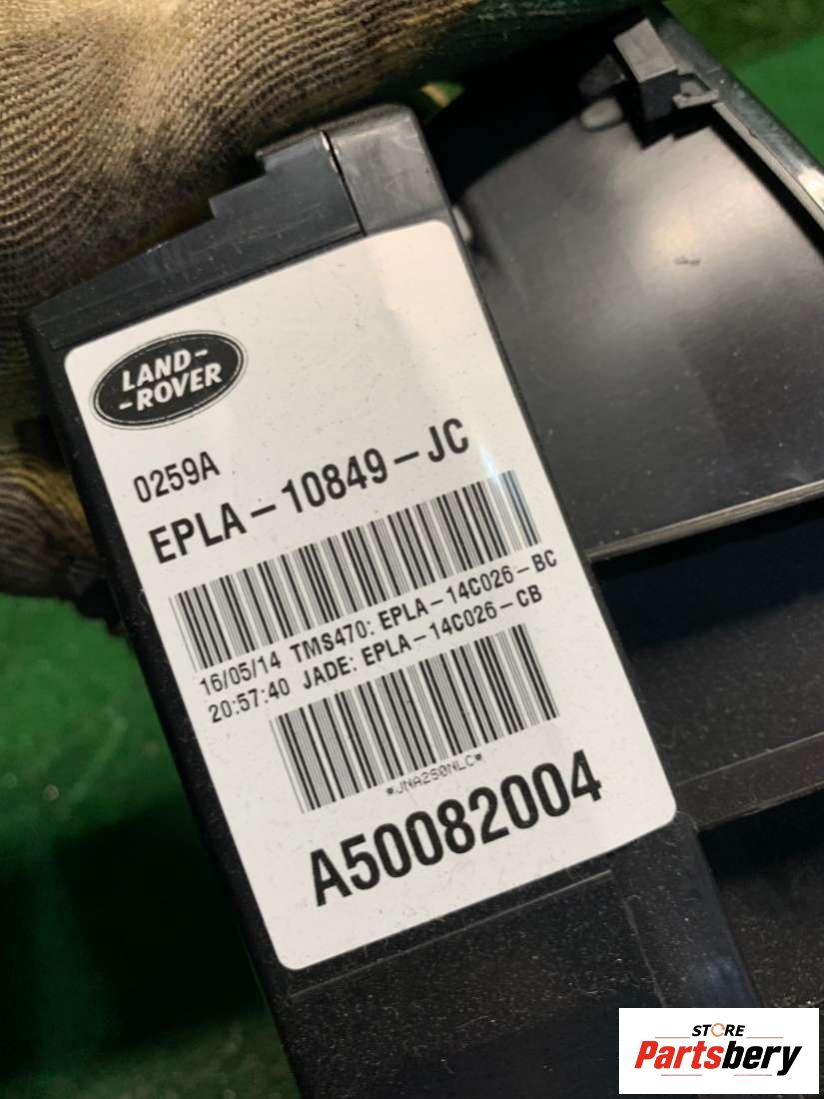 LAND-
-ROVER
0259A
EPLA-10849-JC
16/05/14 TMS470: EPLA-14C026-BC
20:57:40 JADE: EPLA-14C026-CB
*JNA250NLC*
A50082004
STORE
Partsbery